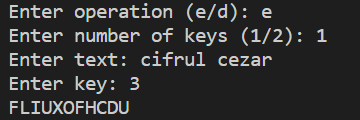 Enter operation (e/d): e
Enter number of keys (1/2): 1
Enter text: cifrul cezar
Enter key: 3
FLIUXOFHCDU